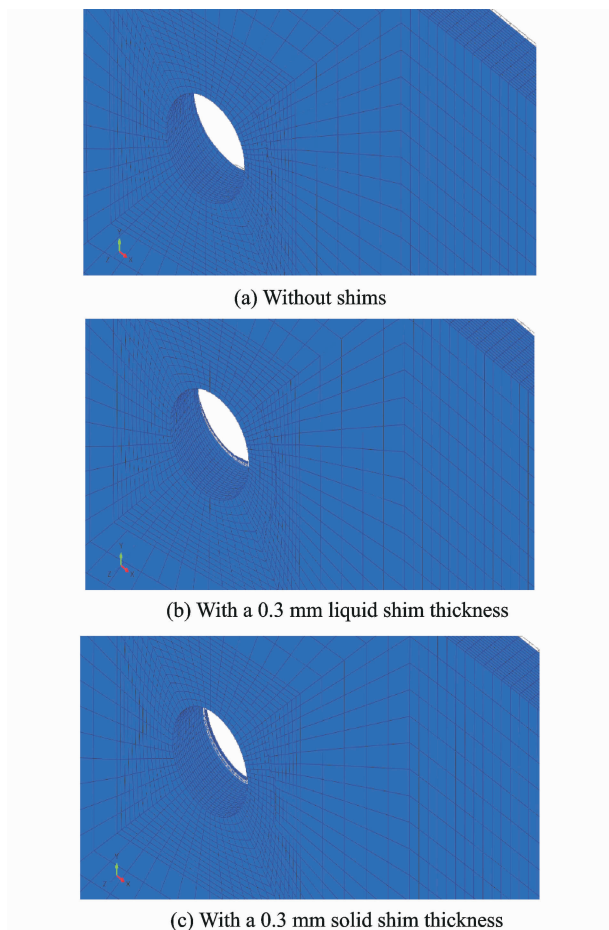 (a) Without shims
(b) With a 0.3 mm liquid shim thickness
(c) With a 0.3 mm solid shim thickness